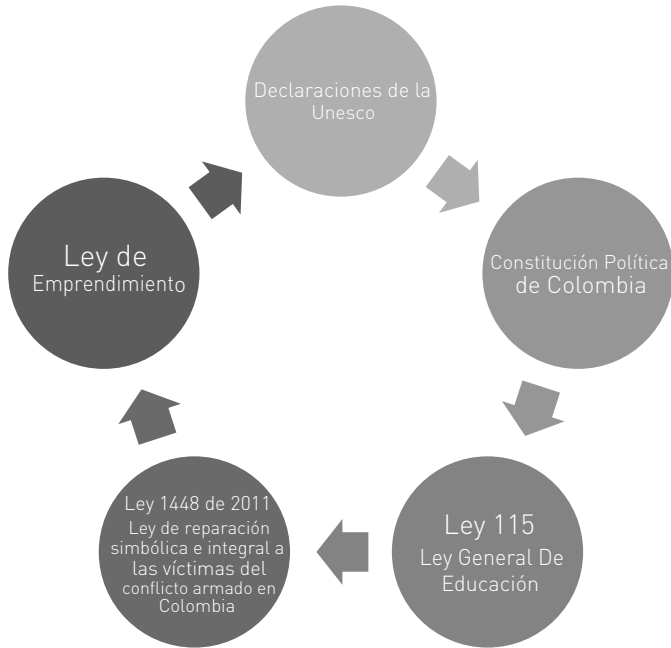 Declaraciones de la
Unesco
Constitución Política
de Colombia
Ley 115
Ley General De
Educación
Ley 1448 de 2011
Ley de reparación
simbólica e integral a
las víctimas del
conflicto armado en
Colombia
Ley de
Emprendimiento